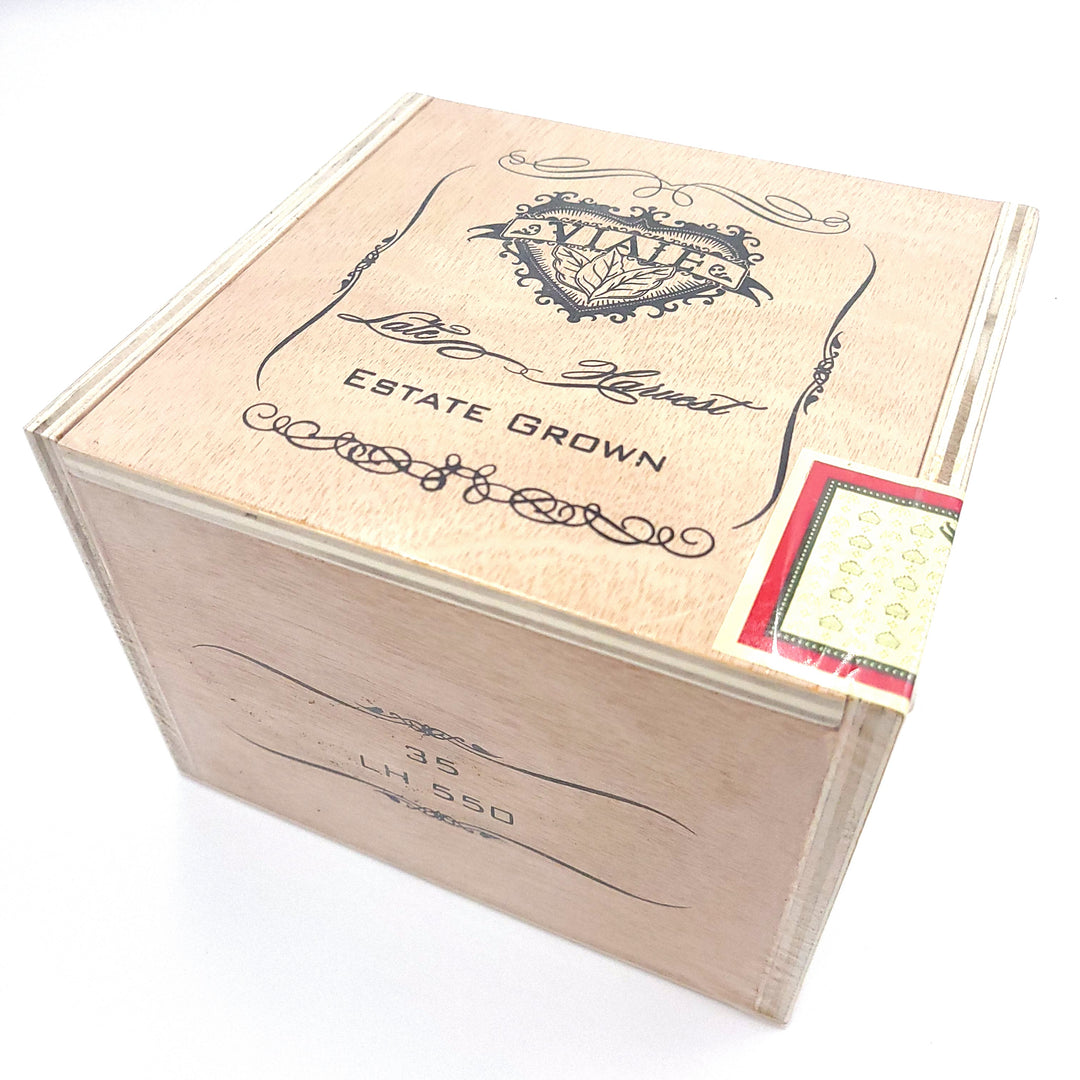 VIAJE
Late Harvest
ESTATE GROWN
35
LH 550